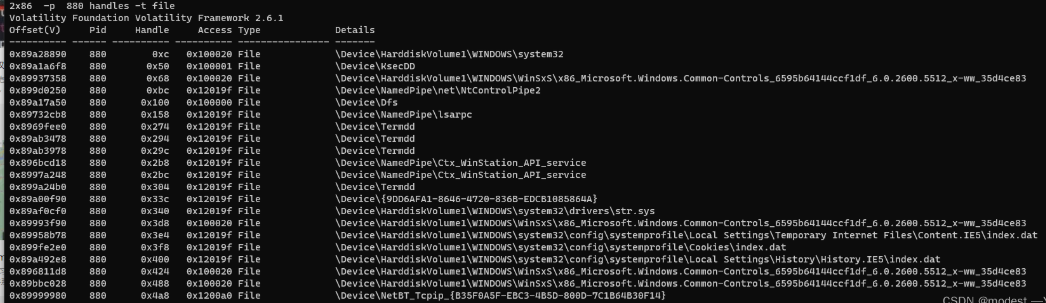 2x86  -p  880 handles -t file
Volatility Foundation Volatility Framework 2.6.1
Offset(V)     Pid     Handle     Access Type             Details
---------- ------ ---------- ---------- ---------------- -------
0x89a28890    880        0xc   0x100020 File             \Device\HarddiskVolume1\WINDOWS\system32
0x89a1a6f8    880       0x50   0x100001 File             \Device\KsecDD
0x89937358    880       0x68   0x100020 File             \Device\HarddiskVolume1\WINDOWS\WinSxS\x86_Microsoft.Windows.Common-Controls_6595b64144ccf1df_6.0.2600.5512_x-ww_35d4ce83
0x899d0250    880       0xbc   0x12019f File             \Device\NamedPipe\net\NtControlPipe2
0x89a17a50    880      0x100   0x100000 File             \Device\Dfs
0x89732cb8    880      0x158   0x12019f File             \Device\NamedPipe\lsarpc
0x8969fee0    880      0x274   0x12019f File             \Device\Termdd
0x89ab3478    880      0x294   0x12019f File             \Device\Termdd
0x89ab3978    880      0x29c   0x12019f File             \Device\Termdd
0x896bcd18    880      0x2b8   0x12019f File             \Device\NamedPipe\Ctx_WinStation_API_service
0x8997a248    880      0x2bc   0x12019f File             \Device\NamedPipe\Ctx_WinStation_API_service
0x899a24b0    880      0x304   0x12019f File             \Device\Termdd
0x89a00f90    880      0x33c   0x12019f File             \Device\{9DD6AFA1-8646-4720-836B-EDCB1085864A}
0x89af0cf0    880      0x340   0x12019f File             \Device\HarddiskVolume1\WINDOWS\system32\drivers\str.sys
0x89993f90    880      0x3d8   0x100020 File             \Device\HarddiskVolume1\WINDOWS\WinSxS\x86_Microsoft.Windows.Common-Controls_6595b64144ccf1df_6.0.2600.5512_x-ww_35d4ce83
0x89958b78    880      0x3e4   0x12019f File             \Device\HarddiskVolume1\WINDOWS\system32\config\systemprofile\Local Settings\Temporary Internet Files\Content.IE5\index.dat
0x899fe2e0    880      0x3f8   0x12019f File             \Device\HarddiskVolume1\WINDOWS\system32\config\systemprofile\Cookies\index.dat
0x89a492e8    880      0x400   0x12019f File             \Device\HarddiskVolume1\WINDOWS\system32\config\systemprofile\Local Settings\History\History.IE5\index.dat
0x896811d8    880      0x424   0x100020 File             \Device\HarddiskVolume1\WINDOWS\WinSxS\x86_Microsoft.Windows.Common-Controls_6595b64144ccf1df_6.0.2600.5512_x-ww_35d4ce83
0x89bbc028    880      0x488   0x100020 File             \Device\HarddiskVolume1\WINDOWS\WinSxS\x86_Microsoft.Windows.Common-Controls_6595b64144ccf1df_6.0.2600.5512_x-ww_35d4ce83
0x89999980    880      0x4a8   0x1200a0 File             \Device\NetBT_Tcpip_{B35F0A5F-EBC3-4B5D-800D-7C1B64B30F14}
CSDN @modest